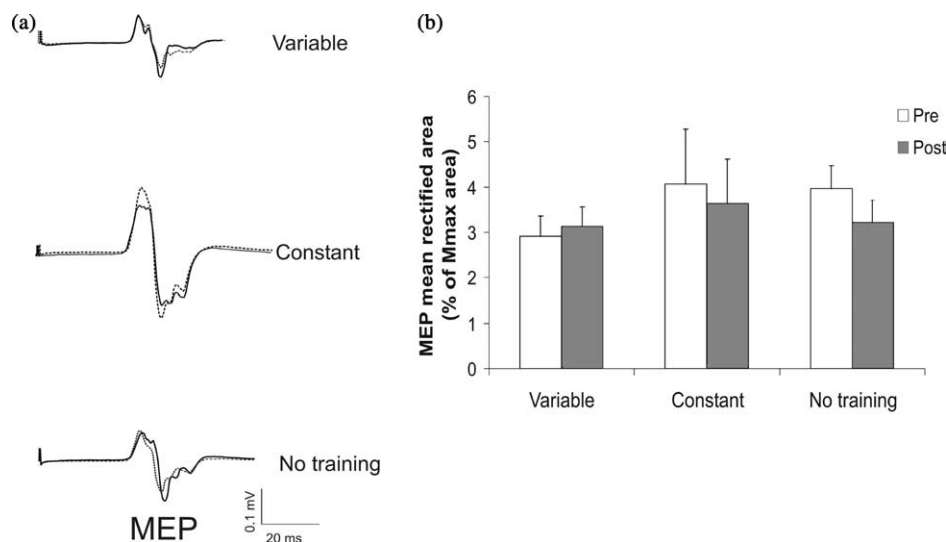 (a)
Variable
Constant
No training
MEP
0.1 mV
20 ms
(b)
MEP mean rectified area
(% of Mmax area)
6
5
4
3
2
1
0
Variable
Constant
No training
Pre
Post